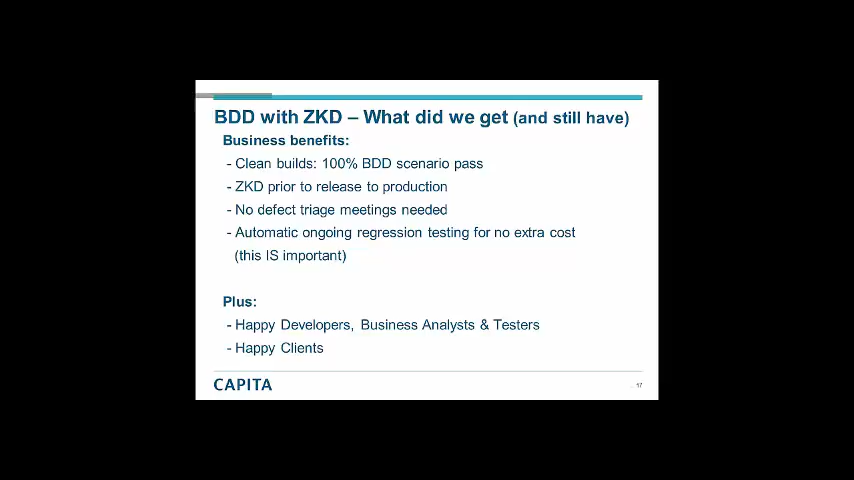 BDD with ZKD – What did we get (and still have)
Business benefits:
- Clean builds: 100% BDD scenario pass
- ZKD prior to release to production
- No defect triage meetings needed
- Automatic ongoing regression testing for no extra cost
(this IS important)
Plus:
- Happy Developers, Business Analysts & Testers
- Happy Clients
CAPITA
17